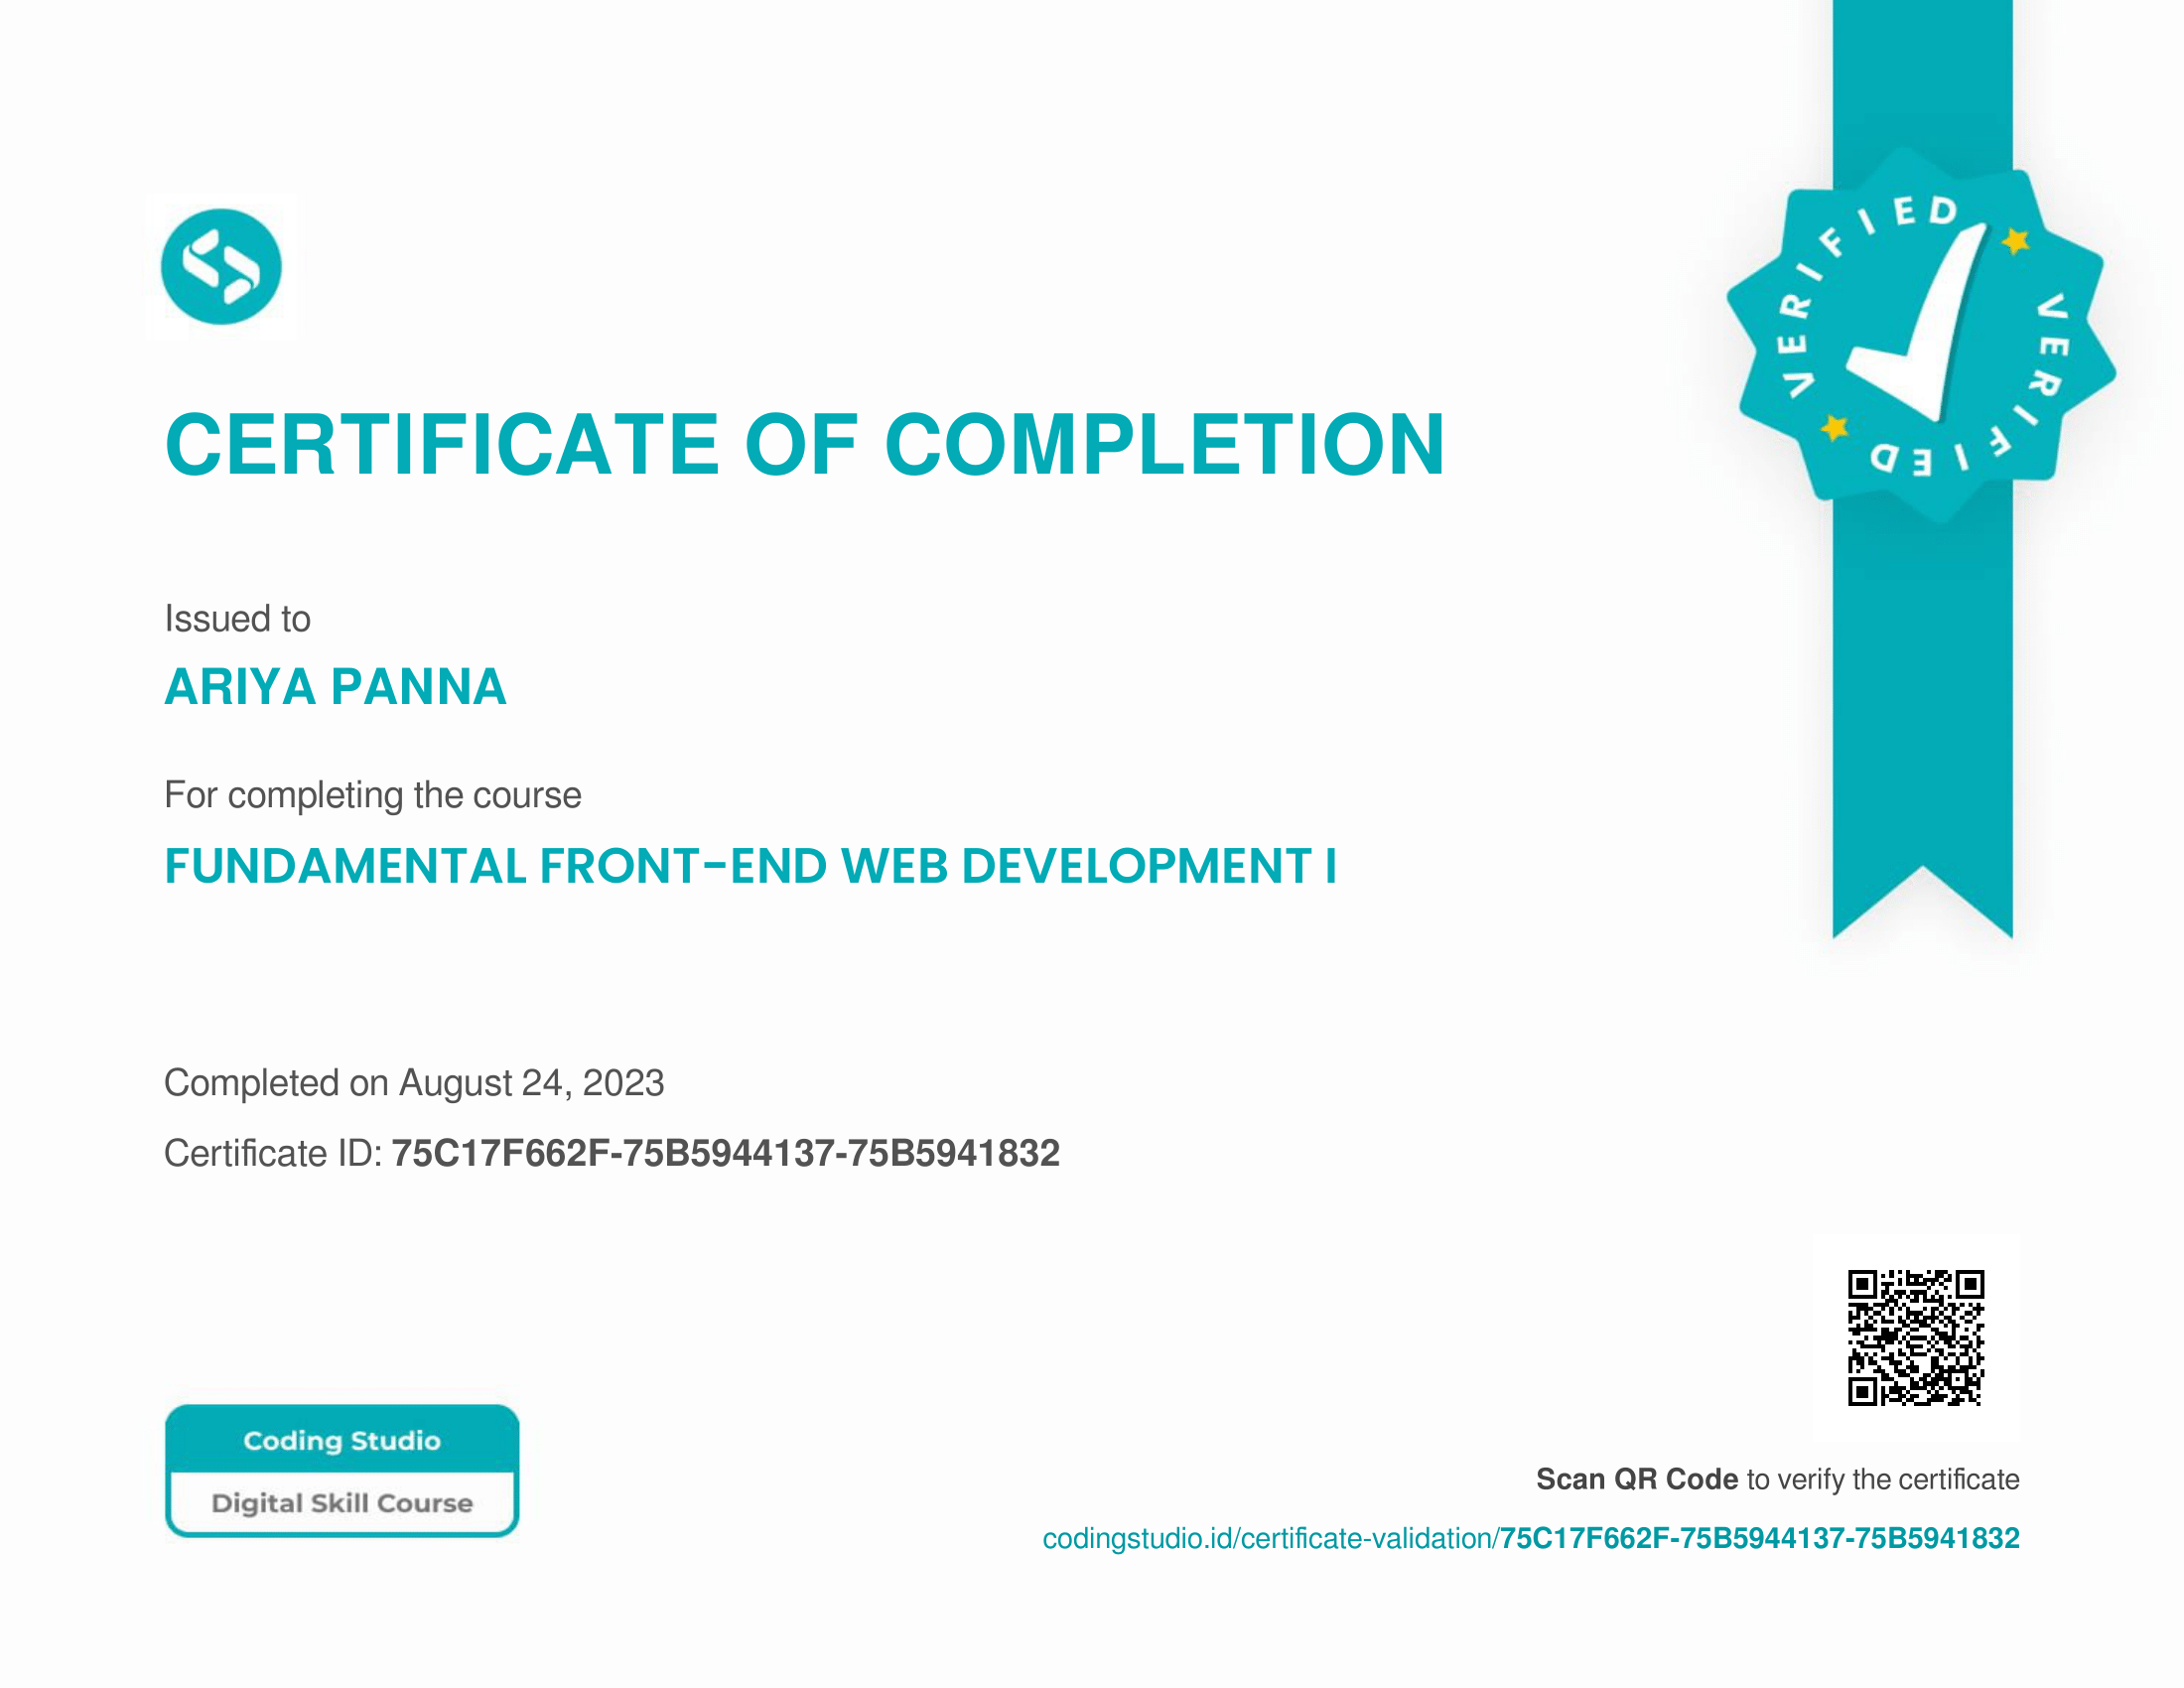 VERIFIED
VERIFIED
CERTIFICATE OF COMPLETION
Issued to
ARIYA PANNA
For completing the course
FUNDAMENTAL FRONT-END WEB DEVELOPMENT I
Completed on August 24, 2023
Certificate ID: 75C17F662F-75B5944137-75B5941832
Coding Studio
Digital Skill Course
Scan QR Code to verify the certificate
codingstudio.id/certificate-validation/75C17F662F-75B5944137-75B5941832